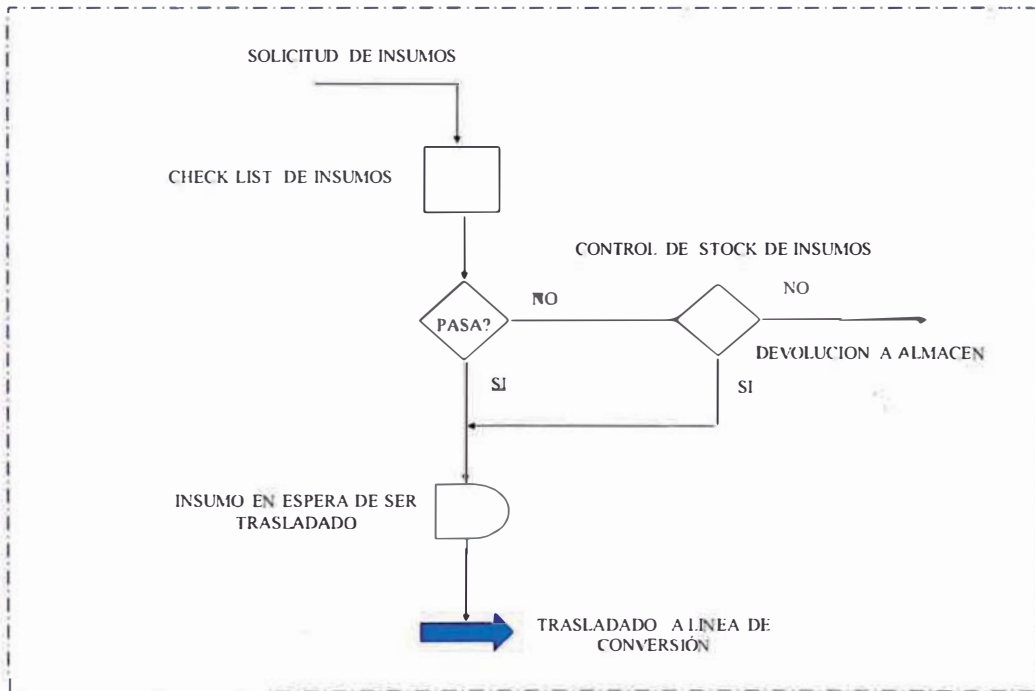 SOLICITUD DE INSUMOS
CHECK LIST DE INSUMOS
CONTROL DE STOCK DE INSUMOS
NO
NO
PASA?
DEVOLUCION A ALMACEN
SI
SI
INSUMO EN ESPERA DE SER
TRASLADADO
TRASLADADO A LINEA DE
CONVERSIÓN